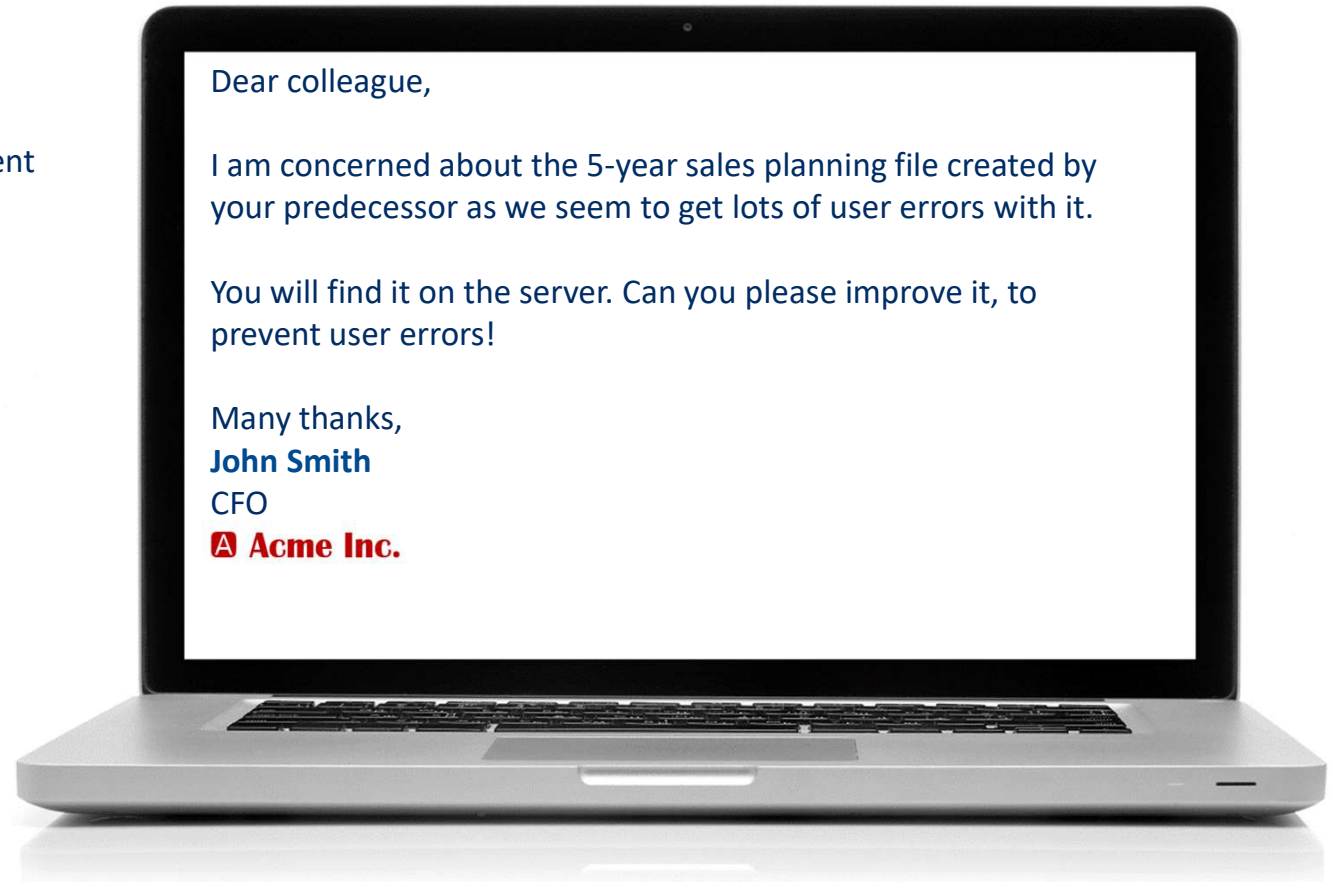 Dear colleague,
ent
I am concerned about the 5-year sales planning file created by
your predecessor as we seem to get lots of user errors with it.
You will find it on the server. Can you please improve it, to
prevent user errors!
Many thanks,
John Smith
CFO
A Acme Inc.